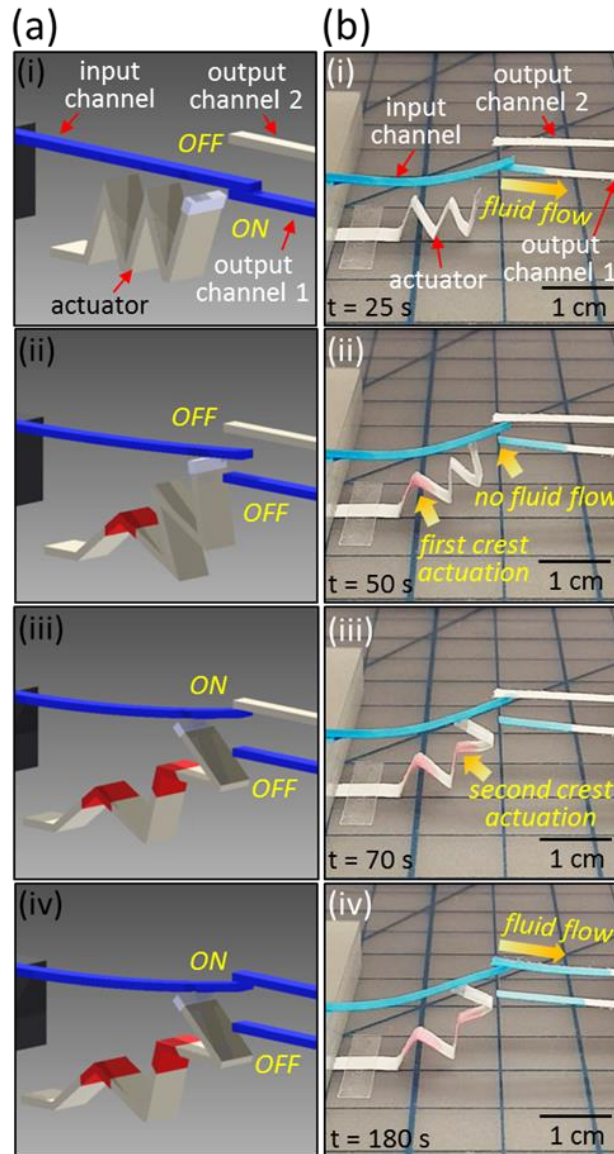 (a)
(i)
input
channel
output
channel 2
OFF
ON
actuator
output
channel 1
(ii)
OFF
OFF
(iii)
ON
OFF
(iv)
ON
OFF
(b)
(i)
output
channel 2
input
channel
fluid flow
actuator
output
channel 1
t = 25 s
1 cm
(ii)
no fluid flow
first crest
actuation
t = 50 s
1 cm
(iii)
second crest
actuation
t = 70 s
1 cm
(iv)
fluid flow
t = 180 s
1 cm